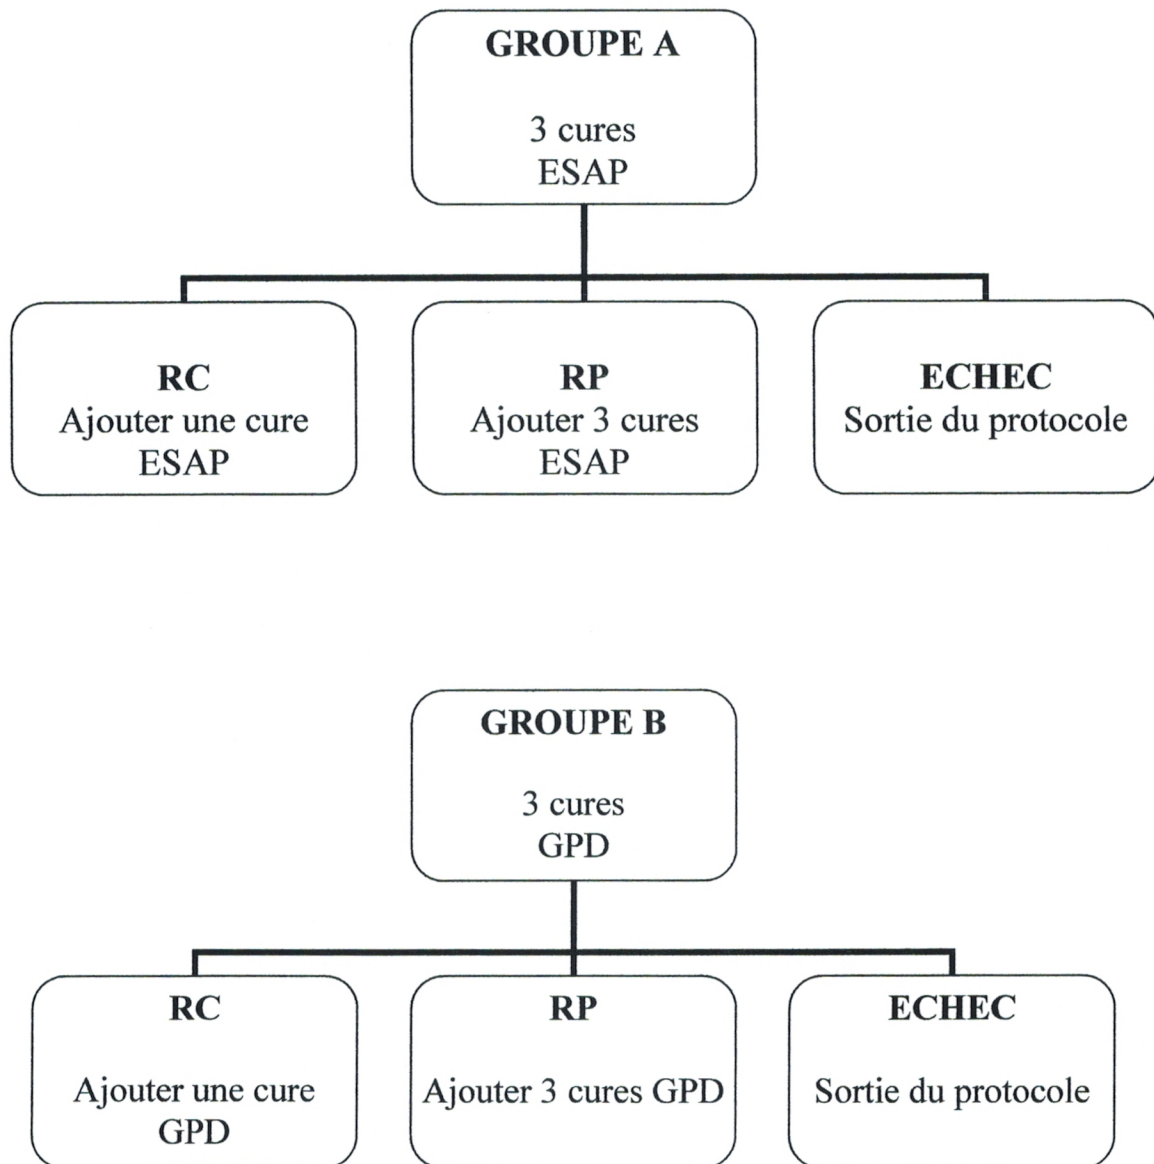 GROUPE A
3 cures
ESAP
RC
Ajouter une cure
ESAP
RP
Ajouter 3 cures
ESAP
ECHEC
Sortie du protocole
GROUPE B
3 cures
GPD
RC
Ajouter une cure
GPD
RP
Ajouter 3 cures GPD
ECHEC
Sortie du protocole